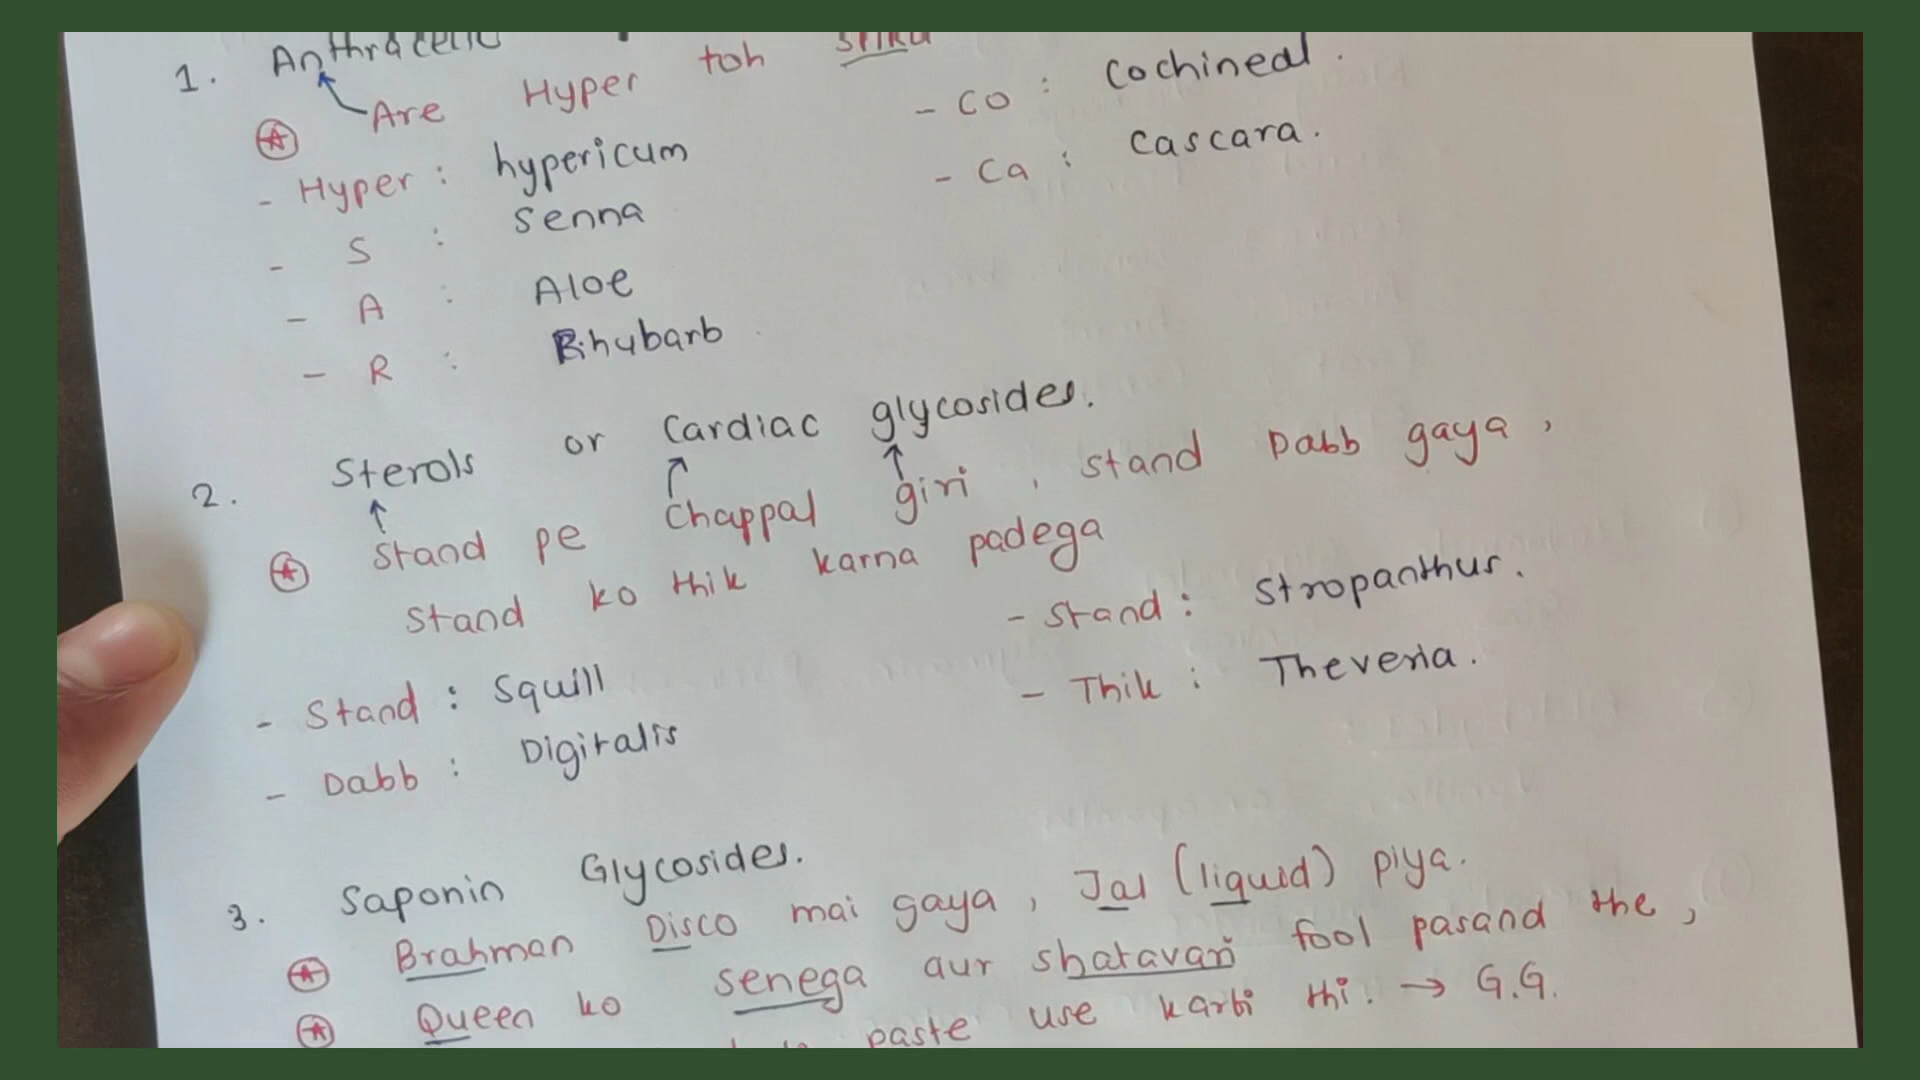 1. Anthracene
Are Hyper toh
- Hyper : hypericum
- S : Senna
- A : Aloe
- R : Rhubarb
- Co : Cochineal.
- Ca : Cascara.
2. Sterols or Cardiac glycosides.
Stand pe Chappal giri , stand Dabb gaya ,
Stand ko thik karna padega
- Stand : Squill
- Dabb : Digitalis
- Stand : Stropanthus.
- Thik : Thevena.
3. Saponin Glycosides.
Brahman Disco mai gaya , Jal (liquid) piya.
Queen ko senega aur shatavari fool pasand the ,
paste use karti thi. → G.G.